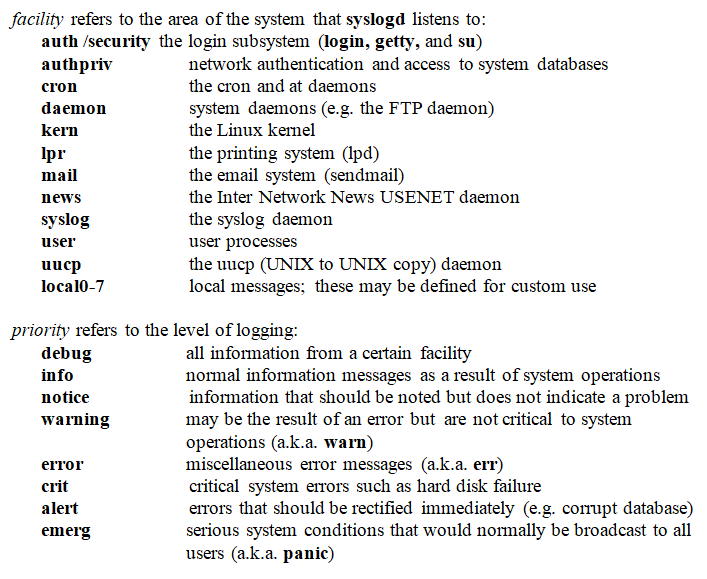 facility refers to the area of the system that syslogd listens to:
auth /security the login subsystem (login, getty, and su)
authpriv network authentication and access to system databases
cron the cron and at daemons
daemon system daemons (e.g. the FTP daemon)
kern the Linux kernel
lpr the printing system (lpd)
mail the email system (sendmail)
news the Inter Network News USENET daemon
syslog the syslog daemon
user user processes
uucp the uucp (UNIX to UNIX copy) daemon
local0-7 local messages; these may be defined for custom use
priority refers to the level of logging:
debug all information from a certain facility
info normal information messages as a result of system operations
notice information that should be noted but does not indicate a problem
warning may be the result of an error but are not critical to system
operations (a.k.a. warn)
error miscellaneous error messages (a.k.a. err)
crit critical system errors such as hard disk failure
alert errors that should be rectified immediately (e.g. corrupt database)
emerg serious system conditions that would normally be broadcast to all
users (a.k.a. panic)